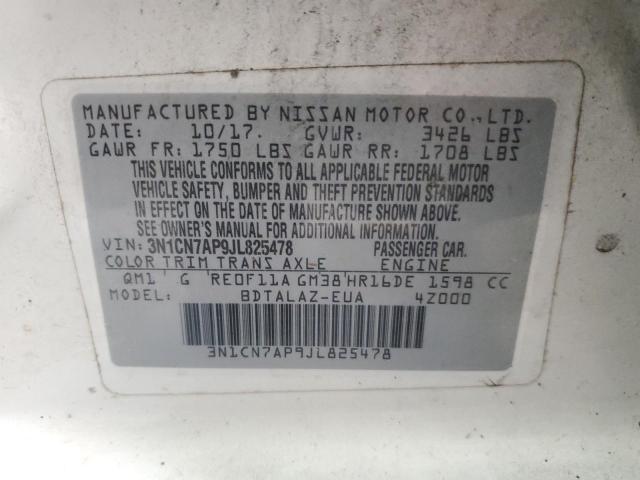 MANUFACTURED BY NISSAN MOTOR CO.,LTD.
DATE: 10/17. GVWR: 3426 LBS
GAWR FR: 1750 LBS GAWR RR: 1708 LBS
THIS VEHICLE CONFORMS TO ALL APPLICABLE FEDERAL MOTOR
VEHICLE SAFETY, BUMPER AND THEFT PREVENTION STANDARDS
IN EFFECT ON THE DATE OF MANUFACTURE SHOWN ABOVE.
SEE OWNER'S MANUAL FOR ADDITIONAL INFORMATION.
VIN: 3N1CN7AP9JL825478 PASSENGER CAR.
COLOR TRIM TRANS AXLE ENGINE
QM1 ' G 'RE0F11A GM38'HR16DE 1598 CC
MODEL: BDTALAZ-EUA 4Z000
3N1CN7AP9JL825478